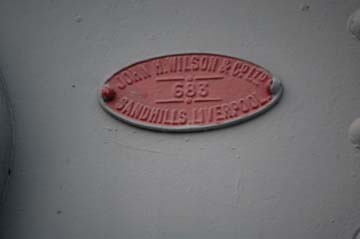 JOHN H. WILSON & Co LTD
683
SANDHILLS, LIVERPOOL